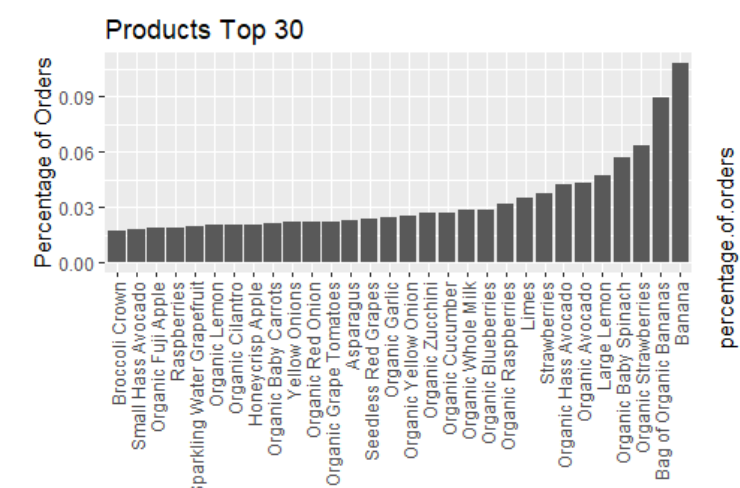 Products Top 30
Percentage of Orders
0.09
0.06
0.03
0.00
Broccoli Crown
Small Hass Avocado
Organic Fuji Apple
Raspberries
Sparkling Water Grapefruit
Organic Lemon
Organic Cilantro
Honeycrisp Apple
Organic Baby Carrots
Yellow Onions
Organic Red Onion
Organic Grape Tomatoes
Asparagus
Seedless Red Grapes
Organic Garlic
Organic Yellow Onion
Organic Zucchini
Organic Cucumber
Organic Whole Milk
Organic Blueberries
Organic Raspberries
Limes
Strawberries
Organic Hass Avocado
Organic Avocado
Large Lemon
Organic Baby Spinach
Organic Strawberries
Bag of Organic Bananas
Banana
percentage.of.orders